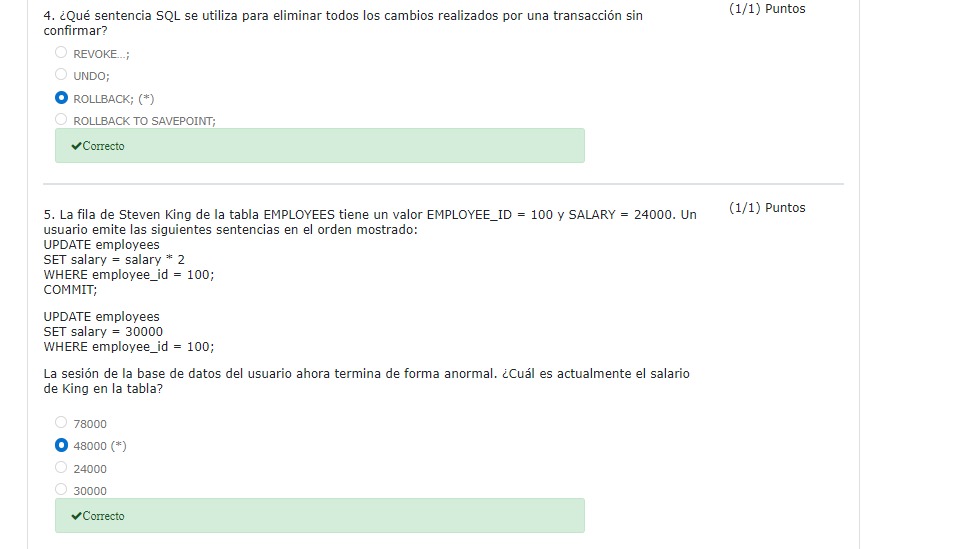 4. ¿Qué sentencia SQL se utiliza para eliminar todos los cambios realizados por una transacción sin
confirmar?
(1/1) Puntos
REVOKE...;
UNDO;
ROLLBACK; (*)
ROLLBACK TO SAVEPOINT;
✔Correcto
5. La fila de Steven King de la tabla EMPLOYEES tiene un valor EMPLOYEE_ID = 100 y SALARY = 24000. Un
usuario emite las siguientes sentencias en el orden mostrado:
(1/1) Puntos
UPDATE employees
SET salary = salary * 2
WHERE employee_id = 100;
COMMIT;
UPDATE employees
SET salary = 30000
WHERE employee_id = 100;
La sesión de la base de datos del usuario ahora termina de forma anormal. ¿Cuál es actualmente el salario
de King en la tabla?
78000
48000 (*)
24000
30000
✔Correcto